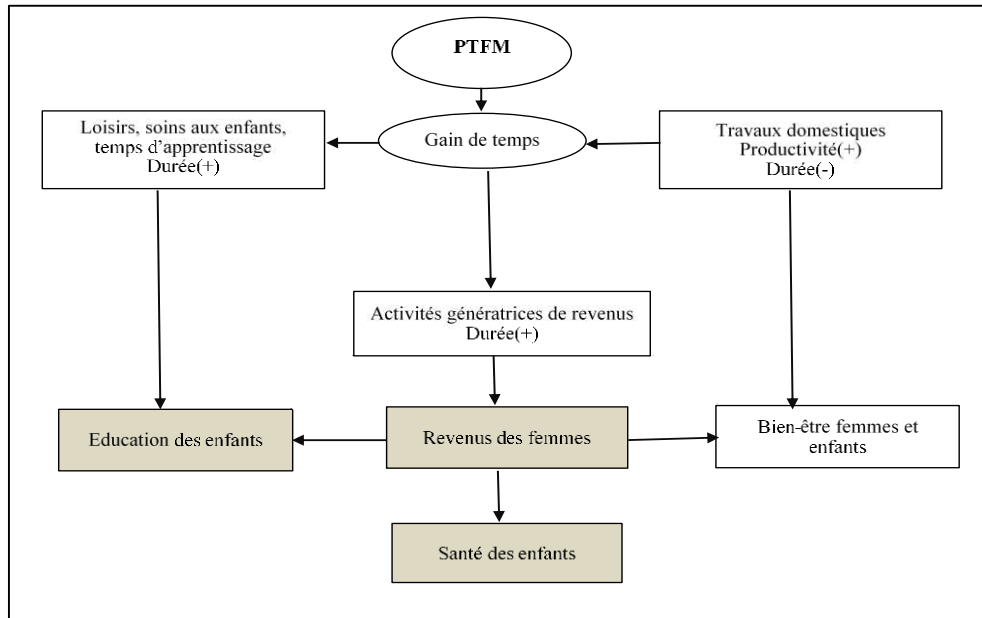 PTFM
Loisirs, soins aux enfants,
temps d'apprentissage
Durée(+)
Gain de temps
Travaux domestiques
Productivité(+)
Durée(-)
Activités génératrices de revenus
Durée(+)
Education des enfants
Revenus des femmes
Bien-être femmes et
enfants
Santé des enfants